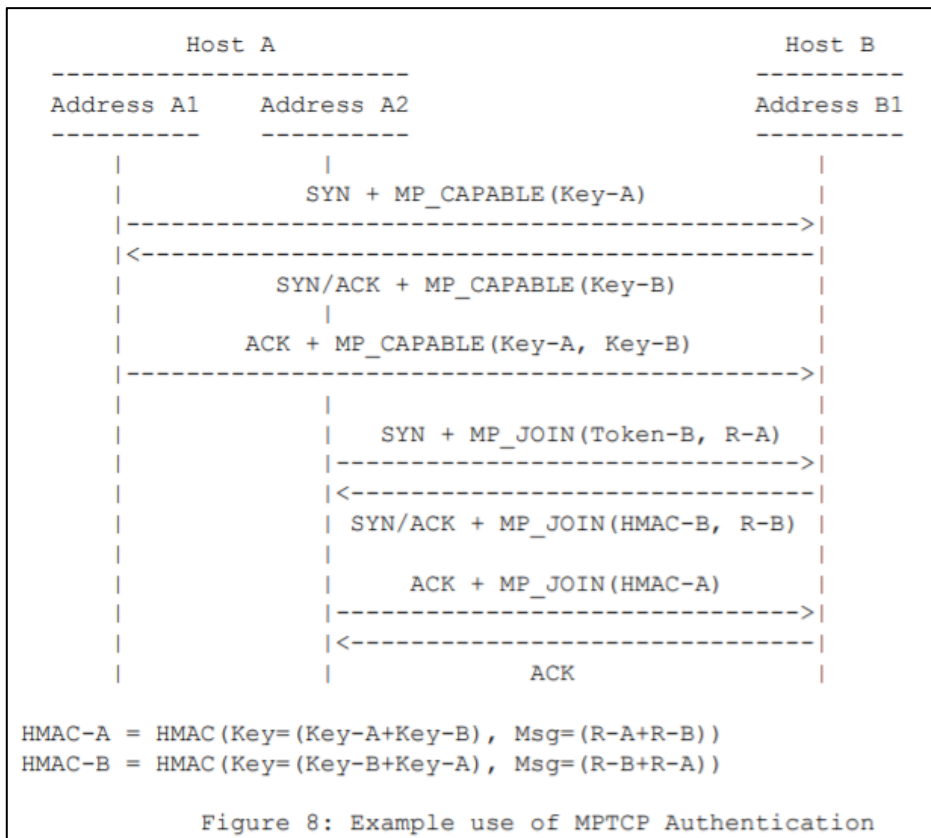 Host A Host B
------------------------ ----------
Address A1 Address A2 Address B1
---------- ---------- ----------
| | |
| SYN + MP_CAPABLE(Key-A) |
|--------------------------------------------->|
|<---------------------------------------------|
| SYN/ACK + MP_CAPABLE(Key-B) |
| | |
| ACK + MP_CAPABLE(Key-A, Key-B) |
|--------------------------------------------->|
| | |
| | SYN + MP_JOIN(Token-B, R-A) |
| |------------------------------->|
| |<-------------------------------|
| | SYN/ACK + MP_JOIN(HMAC-B, R-B) |
| | |
| | ACK + MP_JOIN(HMAC-A) |
| |------------------------------->|
| |<-------------------------------|
| | ACK |
HMAC-A = HMAC(Key=(Key-A+Key-B), Msg=(R-A+R-B))
HMAC-B = HMAC(Key=(Key-B+Key-A), Msg=(R-B+R-A))
Figure 8: Example use of MPTCP Authentication